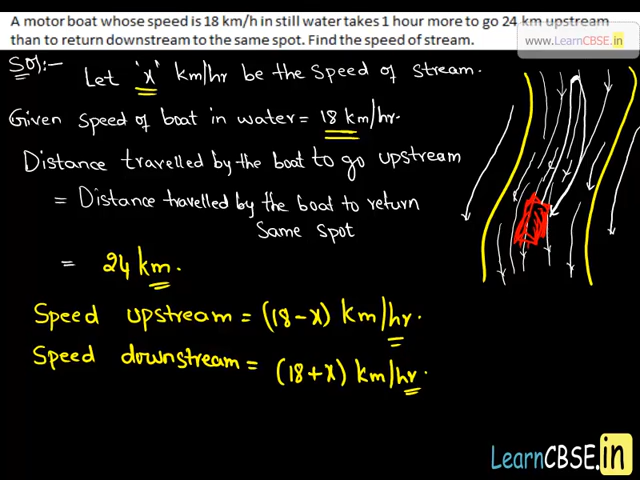 A motor boat whose speed is 18 km/h in still water takes 1 hour more to go 24 km upstream
than to return downstream to the same spot. Find the speed of stream.
www.LearnCBSE.in
Sol:-
Let 'x' km/hr be the speed of stream.
Given speed of boat in water = 18 km/hr.
Distance travelled by the boat to go upstream
= Distance travelled by the boat to return
same spot
= 24 km.
Speed upstream = (18-x) km/hr.
Speed downstream = (18+x) km/hr.
LearnCBSE.in